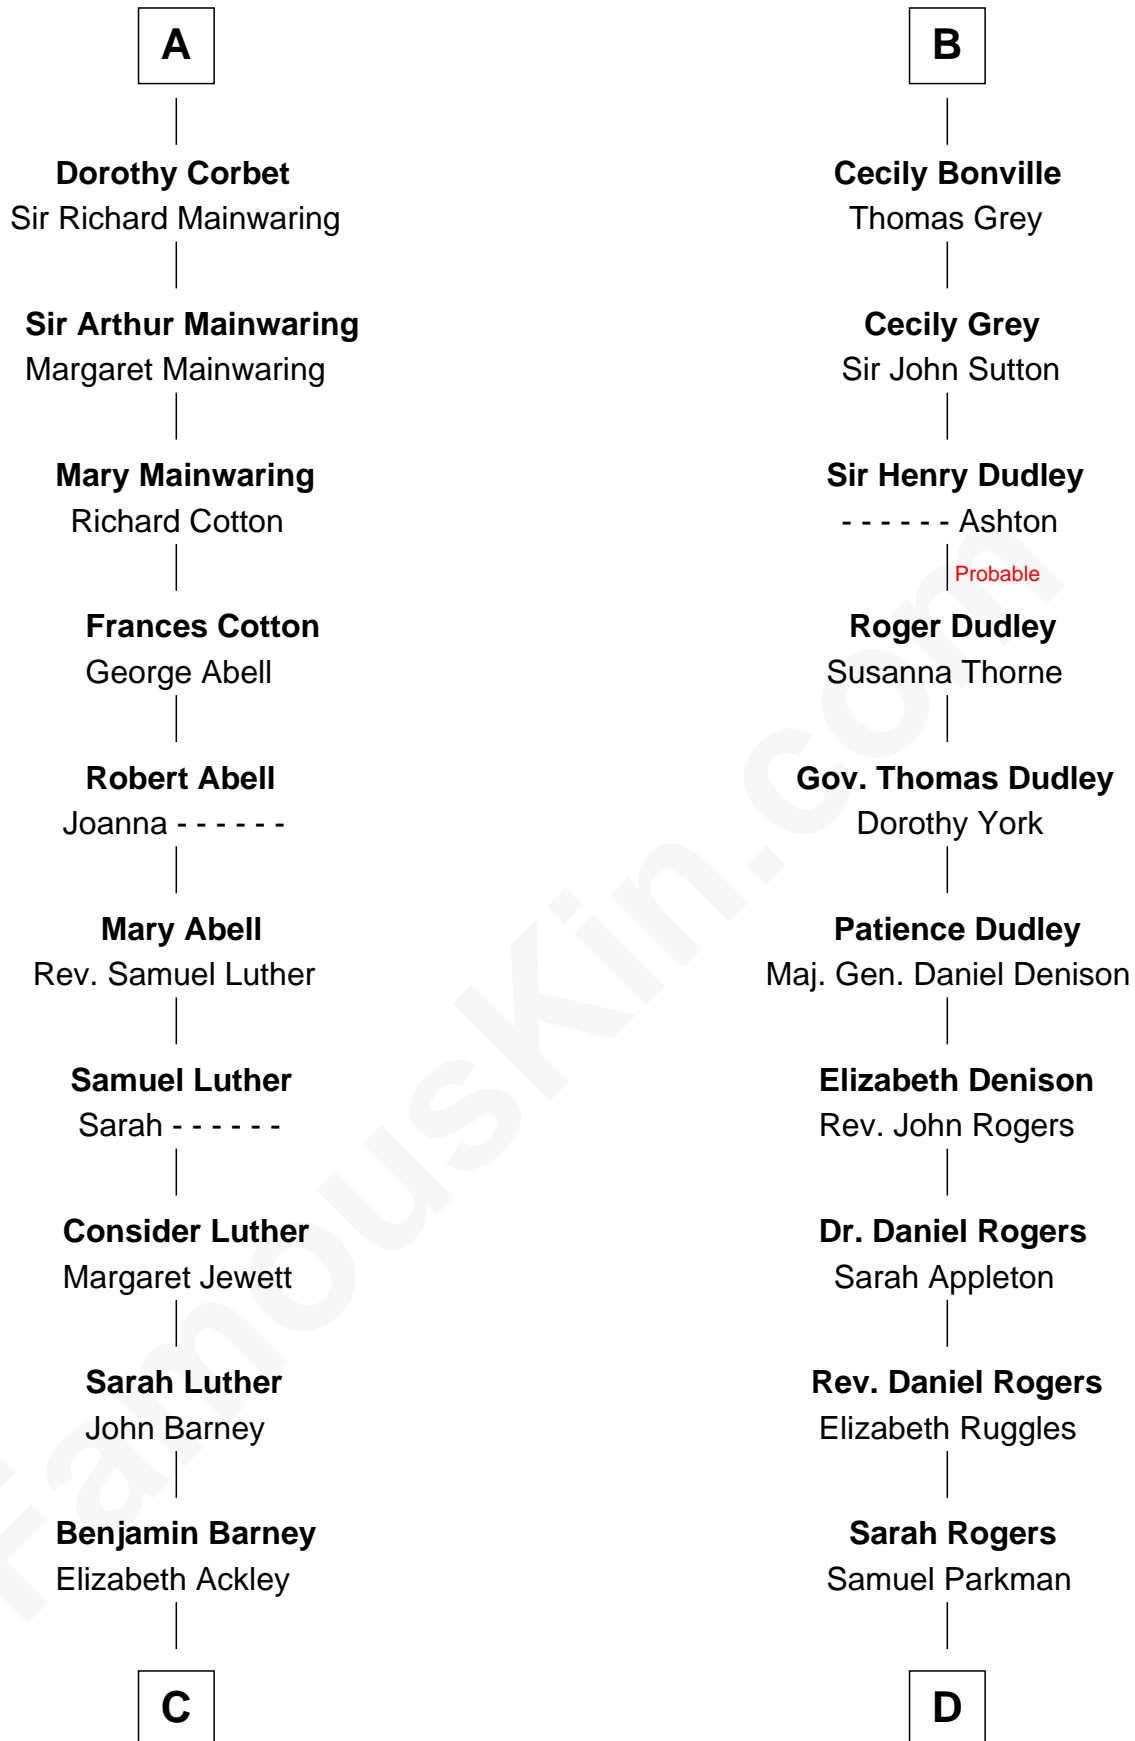 A
Dorothy Corbet
Sir Richard Mainwaring
Sir Arthur Mainwaring
Margaret Mainwaring
Mary Mainwaring
Richard Cotton
Frances Cotton
George Abell
Robert Abell
Joanna - - - - - -
Mary Abell
Rev. Samuel Luther
Samuel Luther
Sarah - - - - - -
Consider Luther
Margaret Jewett
Sarah Luther
John Barney
Benjamin Barney
Elizabeth Ackley
C
B
Cecily Bonville
Thomas Grey
Cecily Grey
Sir John Sutton
Sir Henry Dudley
- - - - - - Ashton
Probable
Roger Dudley
Susanna Thorne
Gov. Thomas Dudley
Dorothy York
Patience Dudley
Maj. Gen. Daniel Denison
Elizabeth Denison
Rev. John Rogers
Dr. Daniel Rogers
Sarah Appleton
Rev. Daniel Rogers
Elizabeth Ruggles
Sarah Rogers
Samuel Parkman
D
FamousKin.com